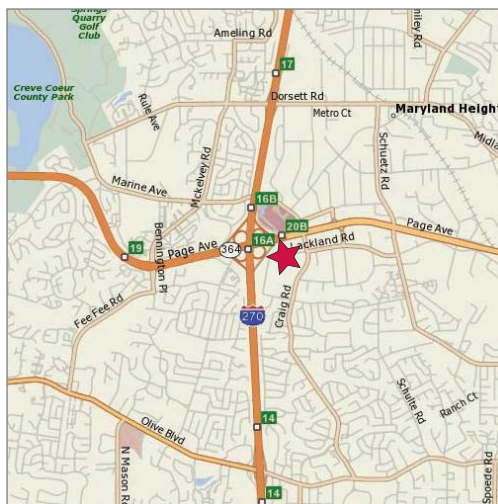 Springs
Quarry
Golf
Club
Ameling Rd
17
Creve Coeur
County Park
Dorsett Rd
Rule Ave
Metro Ct
Maryland Height
Mckelvey Rd
Schuetz Rd
Marine Ave
16B
20B
Page Ave
Bennington Pl
19
Page Ave
364
16A
Lackland Rd
Fee Fee Rd
270
Craig Rd
Schulte Rd
Ranch Ct
Olive Blvd
14
N Mason Rd
Spoede Rd
14